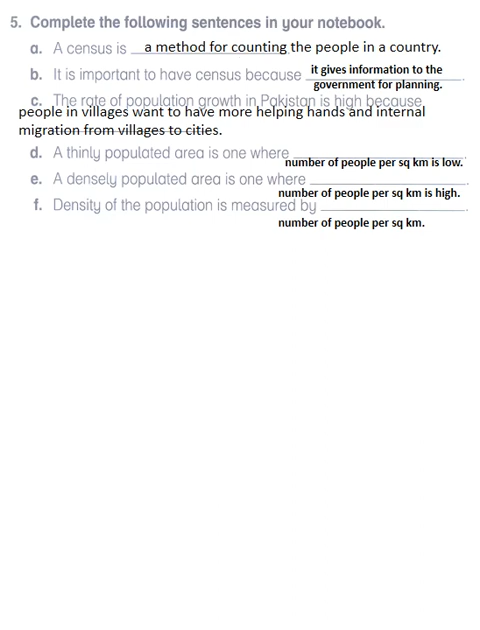 5. Complete the following sentences in your notebook.
a. A census is a method for counting the people in a country.
b. It is important to have census because it gives information to the
government for planning.
c. The rate of population growth in Pakistan is high because
people in villages want to have more helping hands and internal
migration from villages to cities.
d. A thinly populated area is one where
number of people per sq km is low.
e. A densely populated area is one where
number of people per sq km is high.
f. Density of the population is measured by
number of people per sq km.